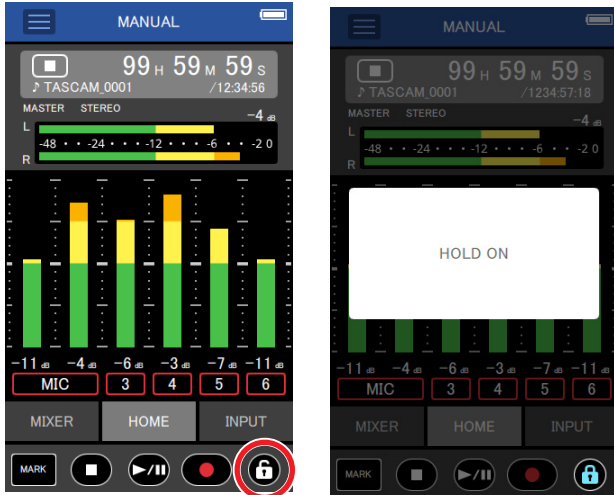 MANUAL
99 H 59 M 59 S
♪ TASCAM_0001 /12:34:56
MASTER STEREO -4 dB
L
-48 • • -24 • • • -12 • • • -6 • • -2 0
R
-11 dB -4 dB -6 dB -3 dB -7 dB -11 dB
MIC 3 4 5 6
MIXER HOME INPUT
MARK
MANUAL
99 H 59 M 59 S
♪ TASCAM_0001 /1234:57:18
MASTER STEREO -4 dB
L
-48 • • -24 • • • -12 • • • -6 • • -2 0
R
HOLD ON
-11 dB -4 dB -6 dB -3 dB -7 dB -11 dB
MIC 3 4 5 6
MIXER HOME INPUT
MARK